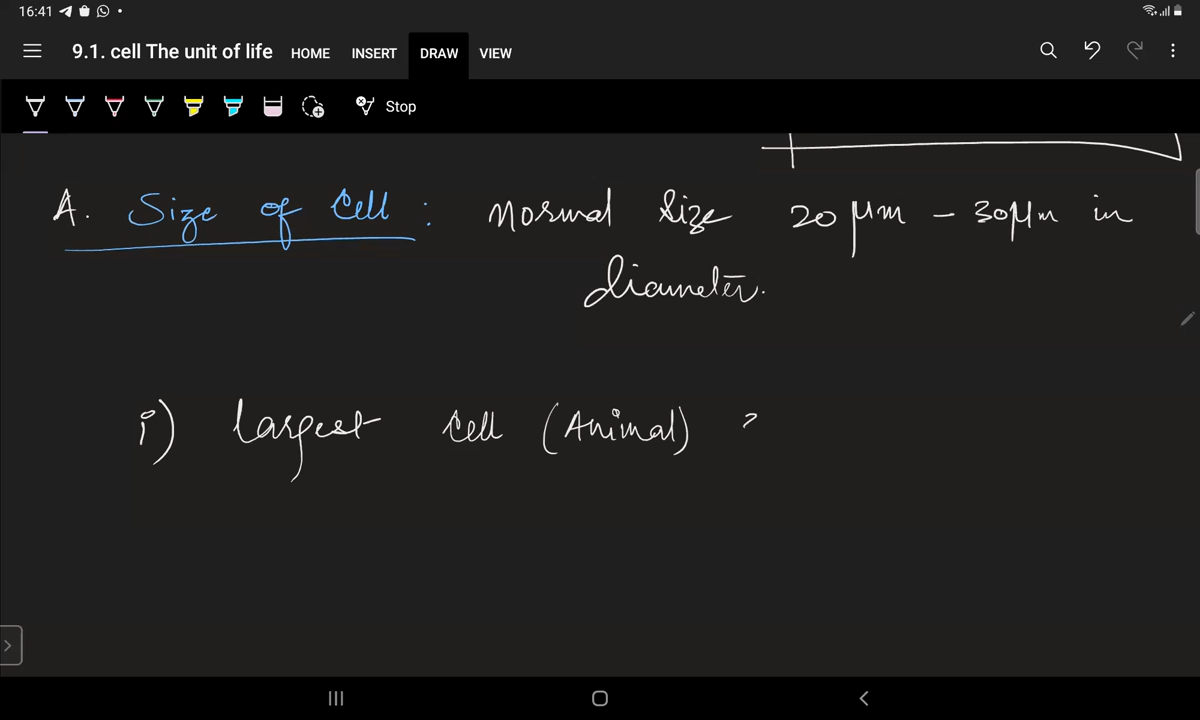 16:41
9.1. cell The unit of life HOME INSERT DRAW VIEW
Stop
A. Size of Cell : Normal Size 20 μm - 30μm in
diameter.
i) Largest Cell (Animal)